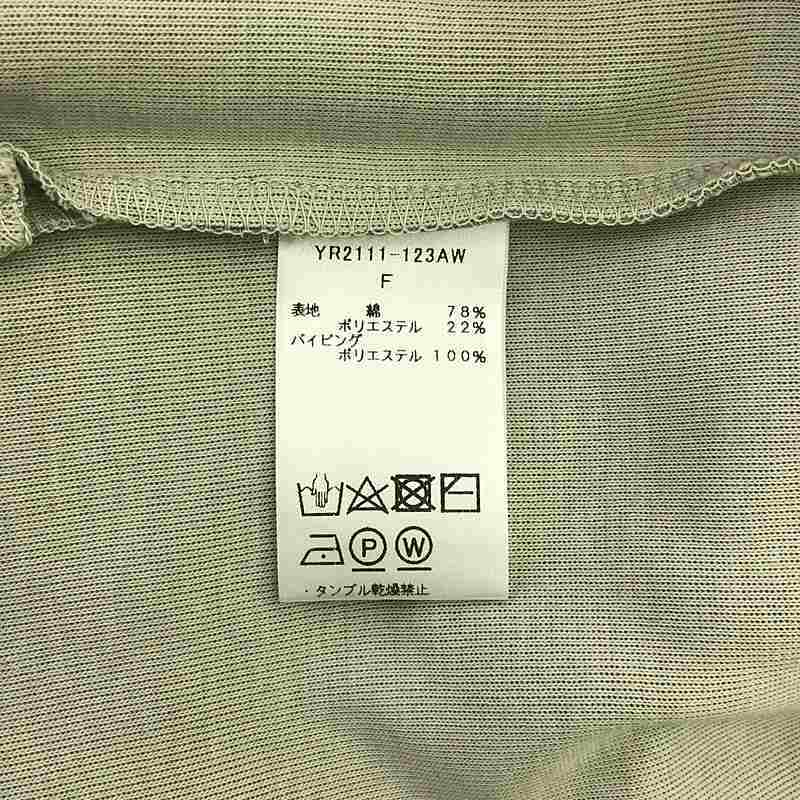 YR2111-123AW
F
表地 綿 78%
ポリエステル 22%
パイピング
ポリエステル 100%
P W
・タンブル乾燥禁止